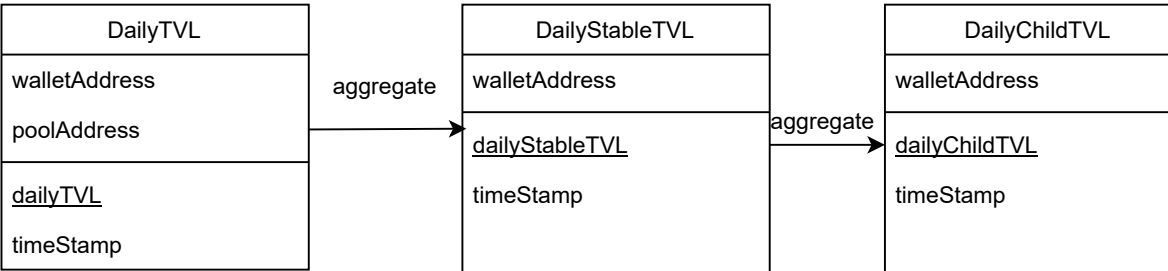 DailyTVL
walletAddress
poolAddress
dailyTVL
timeStamp
aggregate
DailyStableTVL
walletAddress
dailyStableTVL
timeStamp
aggregate
DailyChildTVL
walletAddress
dailyChildTVL
timeStamp